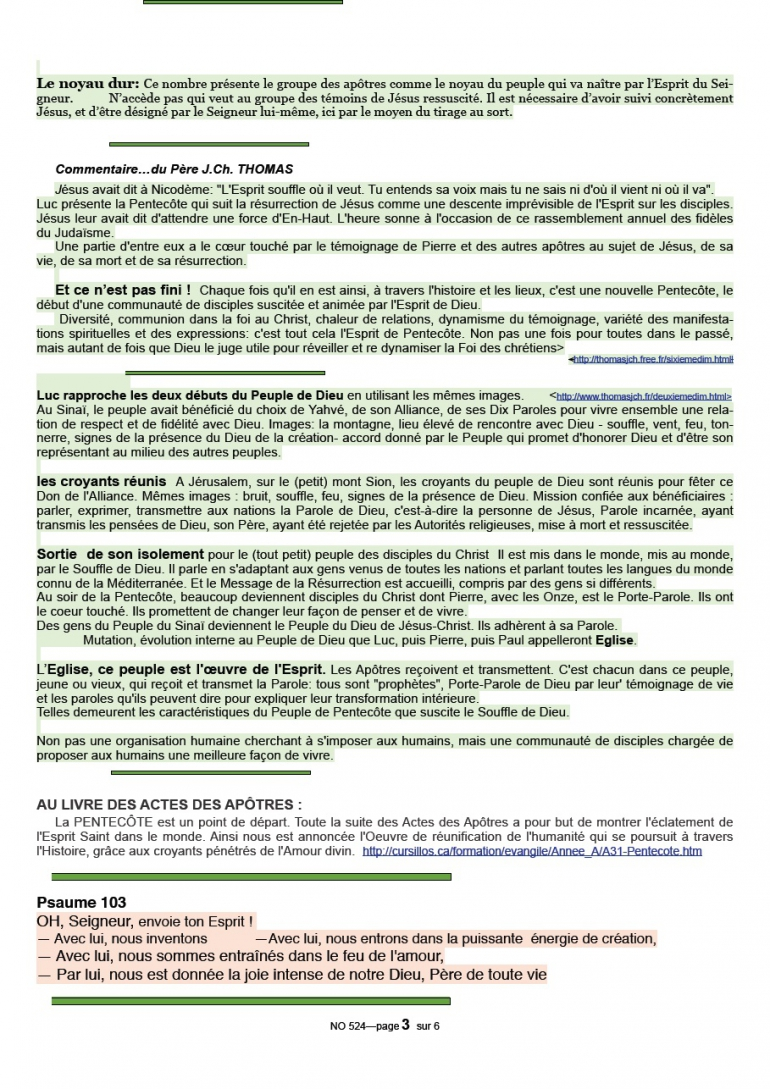 Le noyau dur: Ce nombre présente le groupe des apôtres comme le noyau du peuple qui va naître par l'Esprit du Sei-
gneur. N'accède pas qui veut au groupe des témoins de Jésus ressuscité. Il est nécessaire d'avoir suivi concrètement
Jésus, et d'être désigné par le Seigneur lui-même, ici par le moyen du tirage au sort.
Commentaire…du Père J.Ch. THOMAS
Jésus avait dit à Nicodème: "L'Esprit souffle où il veut. Tu entends sa voix mais tu ne sais ni d'où il vient ni où il va".
Luc présente la Pentecôte qui suit la résurrection de Jésus comme une descente imprévisible de l'Esprit sur les disciples.
Jésus leur avait dit d'attendre une force d'En-Haut. L'heure sonne à l'occasion de ce rassemblement annuel des fidèles
du Judaïsme.
Une partie d'entre eux a le cœur touché par le témoignage de Pierre et des autres apôtres au sujet de Jésus, de sa
vie, de sa mort et de sa résurrection.
Et ce n'est pas fini ! Chaque fois qu'il en est ainsi, à travers l'histoire et les lieux, c'est une nouvelle Pentecôte, le
début d'une communauté de disciples suscitée et animée par l'Esprit de Dieu.
Diversité, communion dans la foi au Christ, chaleur de relations, dynamisme du témoignage, variété des manifesta-
tions spirituelles et des expressions: c'est tout cela l'Esprit de Pentecôte. Non pas une fois pour toutes dans le passé,
mais autant de fois que Dieu le juge utile pour réveiller et re dynamiser la Foi des chrétiens>
<http://thomasjch.free.fr/sixiemedim.html
Luc rapproche les deux débuts du Peuple de Dieu en utilisant les mêmes images. <http://www.thomasjch.fr/deuxiemedim.html>
Au Sinaï, le peuple avait bénéficié du choix de Yahvé, de son Alliance, de ses Dix Paroles pour vivre ensemble une rela-
tion de respect et de fidélité avec Dieu. Images: la montagne, lieu élevé de rencontre avec Dieu - souffle, vent, feu, ton-
nerre, signes de la présence du Dieu de la création- accord donné par le Peuple qui promet d'honorer Dieu et d'être son
représentant au milieu des autres peuples.
les croyants réunis A Jérusalem, sur le (petit) mont Sion, les croyants du peuple de Dieu sont réunis pour fêter ce
Don de l'Alliance. Mêmes images : bruit, souffle, feu, signes de la présence de Dieu. Mission confiée aux bénéficiaires :
parler, exprimer, transmettre aux nations la Parole de Dieu, c'est-à-dire la personne de Jésus, Parole incarnée, ayant
transmis les pensées de Dieu, son Père, ayant été rejetée par les Autorités religieuses, mise à mort et ressuscitée.
Sortie de son isolement pour le (tout petit) peuple des disciples du Christ Il est mis dans le monde, mis au monde,
par le Souffle de Dieu. Il parle en s'adaptant aux gens venus de toutes les nations et parlant toutes les langues du monde
connu de la Méditerranée. Et le Message de la Résurrection est accueilli, compris par des gens si différents.
Au soir de la Pentecôte, beaucoup deviennent disciples du Christ dont Pierre, avec les Onze, est le Porte-Parole. Ils ont
le coeur touché. Ils promettent de changer leur façon de penser et de vivre.
Des gens du Peuple du Sinaï deviennent le Peuple du Dieu de Jésus-Christ. Ils adhèrent à sa Parole.
Mutation, évolution interne au Peuple de Dieu que Luc, puis Pierre, puis Paul appelleront Eglise.
L'Eglise, ce peuple est l'œuvre de l'Esprit. Les Apôtres reçoivent et transmettent. C'est chacun dans ce peuple,
jeune ou vieux, qui reçoit et transmet la Parole: tous sont "prophètes", Porte-Parole de Dieu par leur' témoignage de vie
et les paroles qu'ils peuvent dire pour expliquer leur transformation intérieure.
Telles demeurent les caractéristiques du Peuple de Pentecôte que suscite le Souffle de Dieu.
Non pas une organisation humaine cherchant à s'imposer aux humains, mais une communauté de disciples chargée de
proposer aux humains une meilleure façon de vivre.
AU LIVRE DES ACTES DES APÔTRES :
La PENTECÔTE est un point de départ. Toute la suite des Actes des Apôtres a pour but de montrer l'éclatement de
l'Esprit Saint dans le monde. Ainsi nous est annoncée l'Oeuvre de réunification de l'humanité qui se poursuit à travers
l'Histoire, grâce aux croyants pénétrés de l'Amour divin. http://cursillos.ca/formation/evangile/Annee_A/A31-Pentecote.htm
Psaume 103
OH, Seigneur, envoie ton Esprit !
— Avec lui, nous inventons —Avec lui, nous entrons dans la puissante énergie de création,
— Avec lui, nous sommes entraînés dans le feu de l'amour,
— Par lui, nous est donnée la joie intense de notre Dieu, Père de toute vie
NO 524—page 3 sur 6